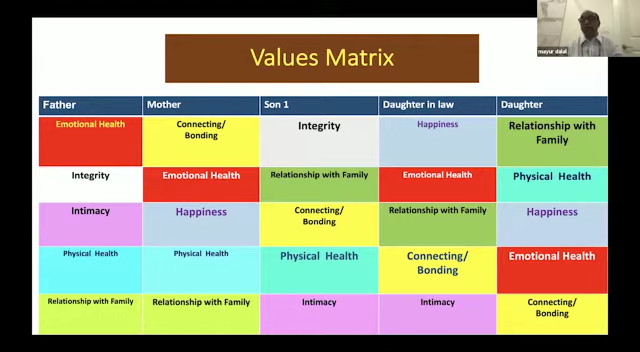 mayur dalal
Values Matrix
Father Mother Son 1 Daughter in law Daughter
Emotional Health Connecting/ Integrity Happiness Relationship with
Bonding Family
Integrity Emotional Health Relationship with Family Emotional Health Physical Health
Intimacy Happiness Connecting/ Relationship with Family Happiness
Bonding
Physical Health Physical Health Physical Health Connecting/ Emotional Health
Bonding
Relationship with Family Relationship with Family Intimacy Intimacy Connecting/
Bonding